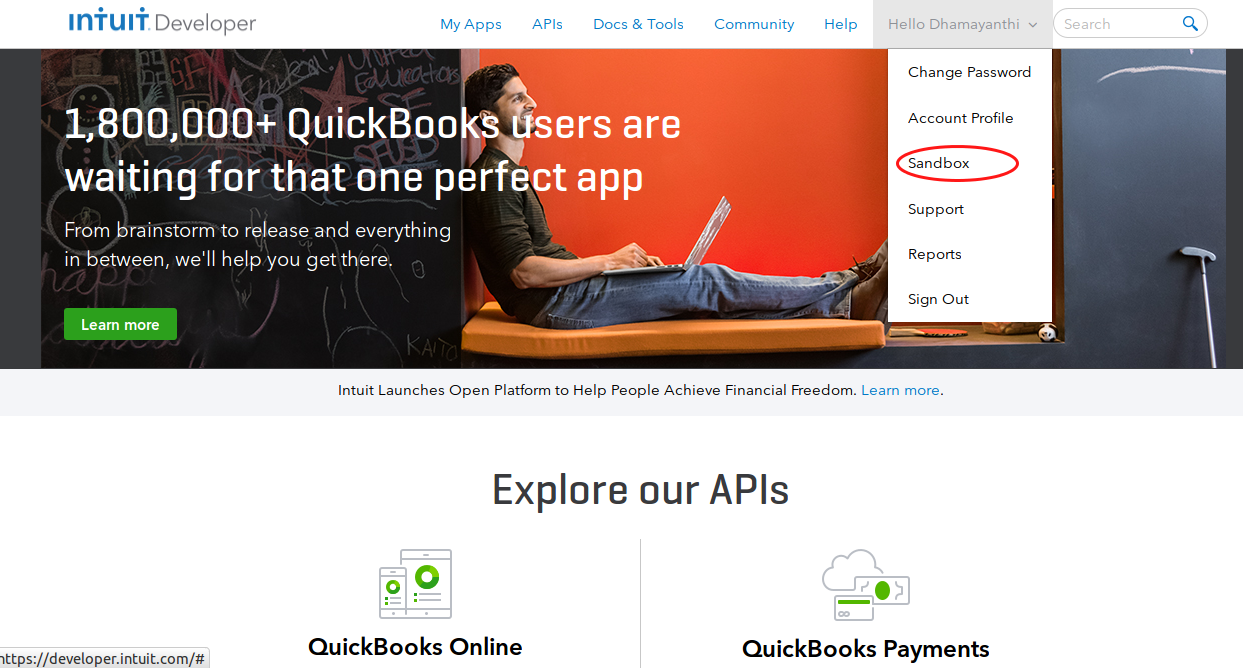 intuit Developer
My Apps APIs Docs & Tools Community Help Hello Dhamayanthi Search
Change Password
Account Profile
Sandbox
Support
Reports
Sign Out
1,800,000+ QuickBooks users are
waiting for that one perfect app
From brainstorm to release and everything
in between, we'll help you get there.
Learn more
KAITO
Intuit Launches Open Platform to Help People Achieve Financial Freedom. Learn more.
Explore our APIs
QuickBooks Online
QuickBooks Payments
https://developer.intuit.com/#